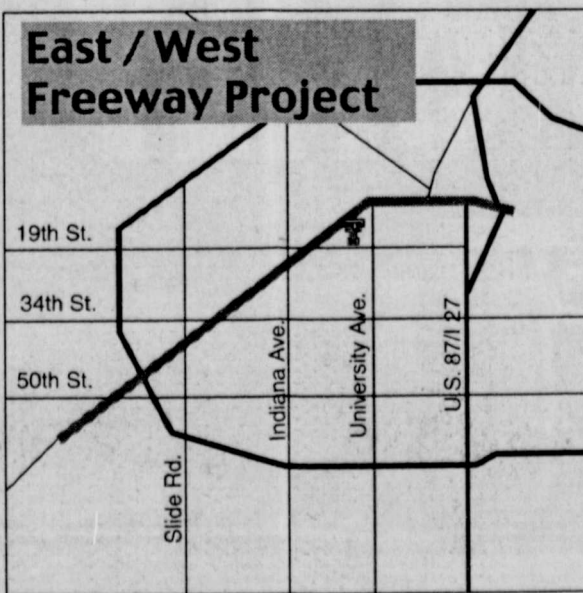 East / West
Freeway Project
19th St.
34th St.
50th St.
Slide Rd.
Indiana Ave.
University Ave.
U.S. 87/I 27